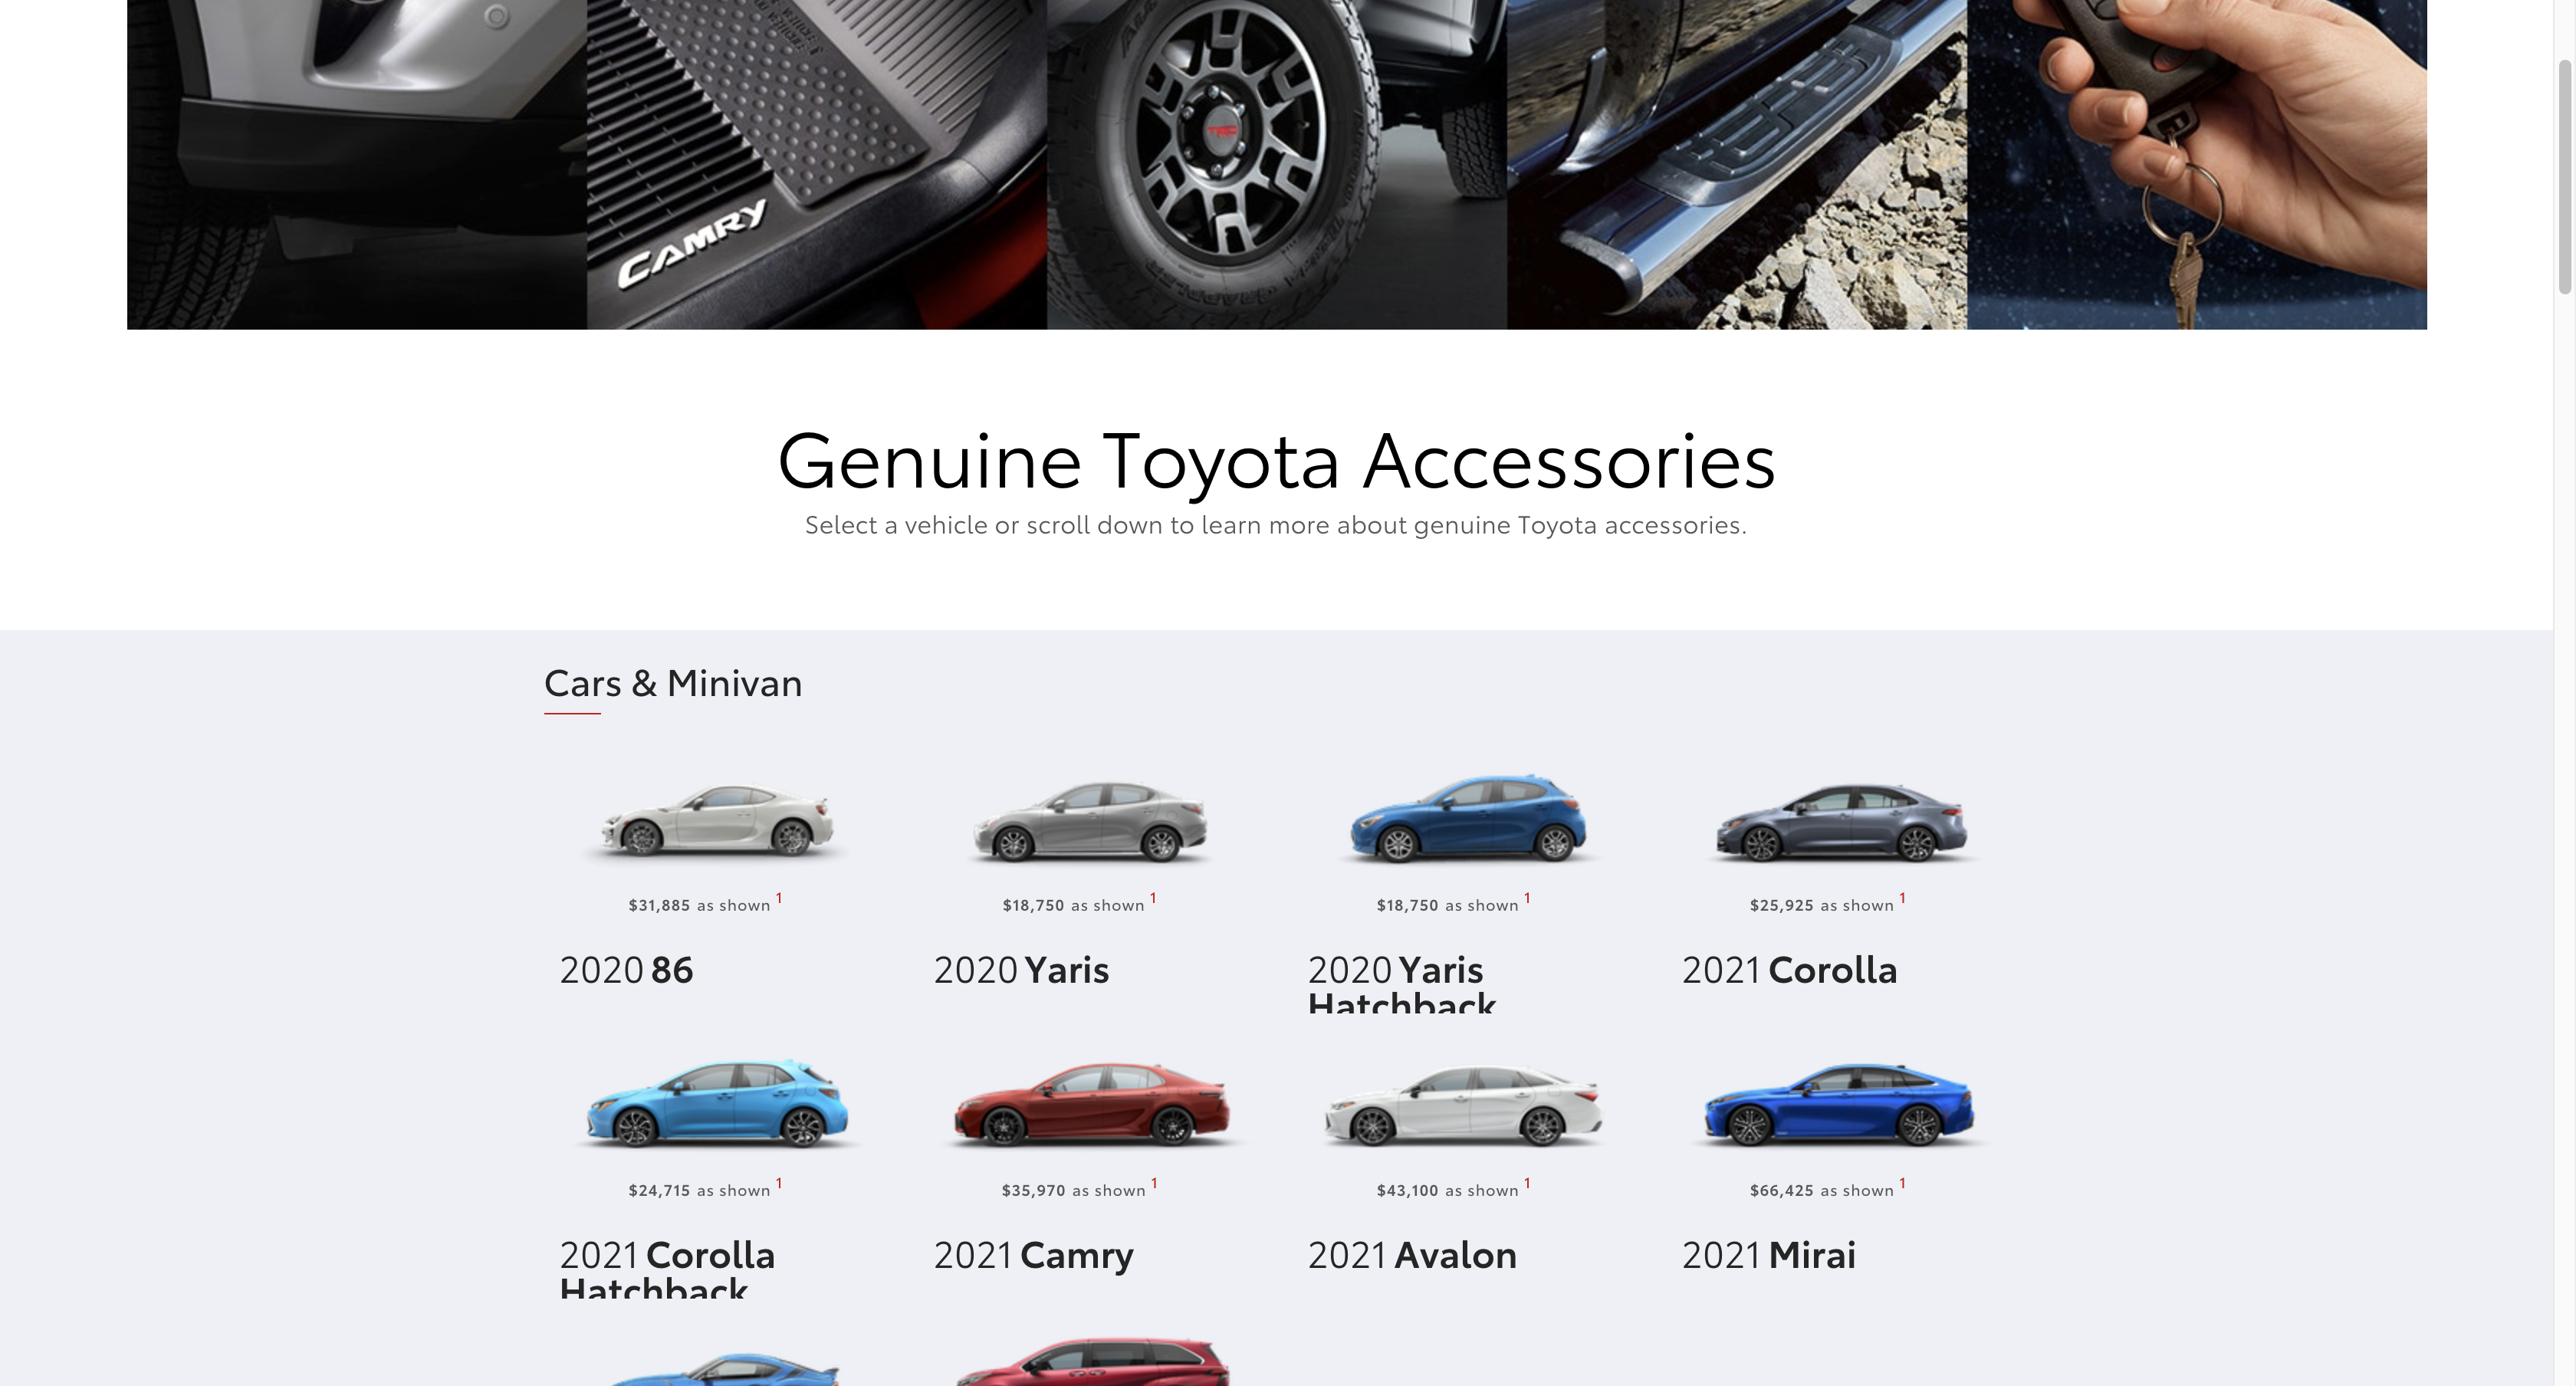 CAMRY
TRD
Genuine Toyota Accessories
Select a vehicle or scroll down to learn more about genuine Toyota accessories.
Cars & Minivan
$31,885 as shown 1
$18,750 as shown 1
$18,750 as shown 1
$25,925 as shown 1
2020 86
2020 Yaris
2020 Yaris
Hatchback
2021 Corolla
$24,715 as shown 1
$35,970 as shown 1
$43,100 as shown 1
$66,425 as shown 1
2021 Corolla
Hatchback
2021 Camry
2021 Avalon
2021 Mirai